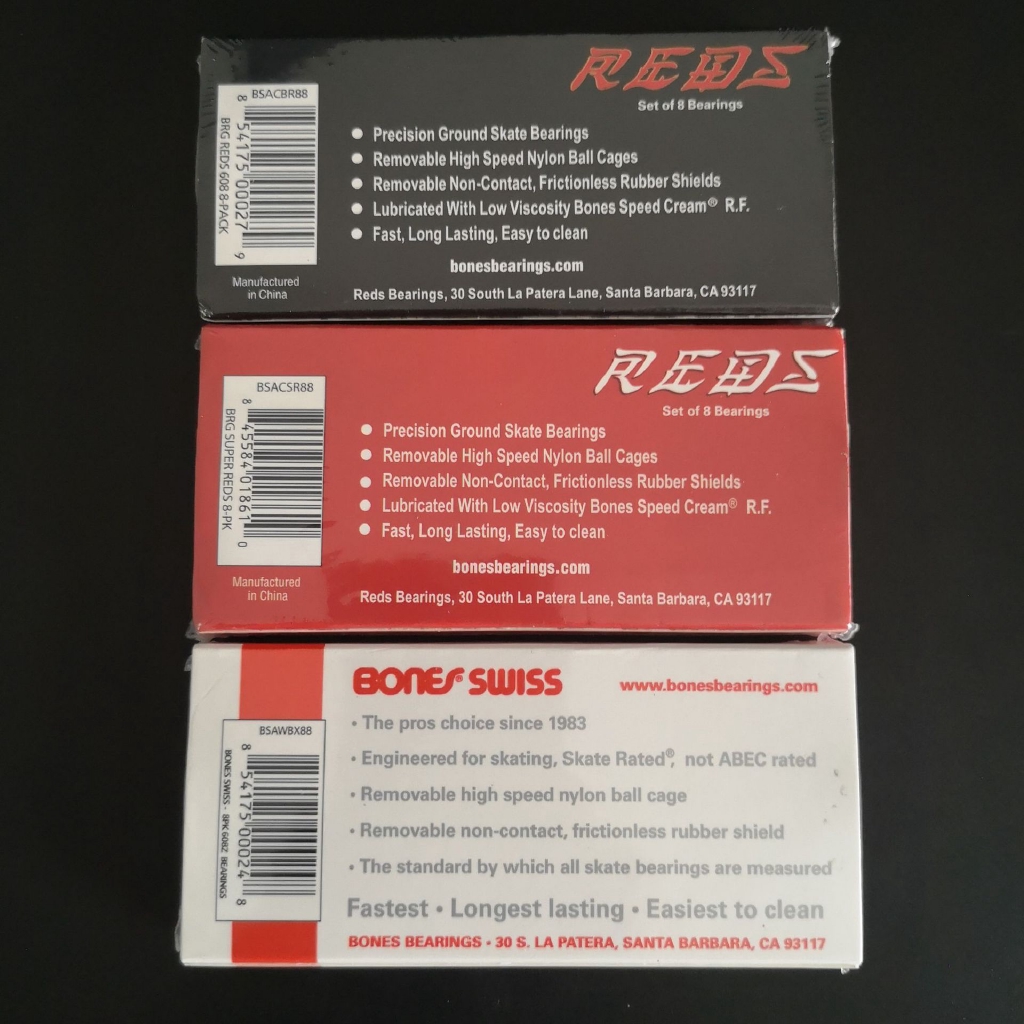 REDS
Set of 8 Bearings
BSACBR88
8 54175 00027 9
BRG REDS 608 8-PACK
● Precision Ground Skate Bearings
● Removable High Speed Nylon Ball Cages
● Removable Non-Contact, Frictionless Rubber Shields
● Lubricated With Low Viscosity Bones Speed Cream® R.F.
● Fast, Long Lasting, Easy to clean
bonesbearings.com
Manufactured
in China
Reds Bearings, 30 South La Patera Lane, Santa Barbara, CA 93117
REDS
Set of 8 Bearings
BSACSR88
8 45584 01861 0
BRG SUPER REDS 8-PK
● Precision Ground Skate Bearings
● Removable High Speed Nylon Ball Cages
● Removable Non-Contact, Frictionless Rubber Shields
● Lubricated With Low Viscosity Bones Speed Cream® R.F.
● Fast, Long Lasting, Easy to clean
bonesbearings.com
Manufactured
in China
Reds Bearings, 30 South La Patera Lane, Santa Barbara, CA 93117
BONES® SWISS www.bonesbearings.com
BSAWBX88
8 54175 00024 8
BONES SWISS - 8PK 608Z BEARINGS
• The pros choice since 1983
• Engineered for skating, Skate Rated®, not ABEC rated
• Removable high speed nylon ball cage
• Removable non-contact, frictionless rubber shield
• The standard by which all skate bearings are measured
Fastest • Longest lasting • Easiest to clean
BONES BEARINGS • 30 S. LA PATERA, SANTA BARBARA, CA 93117